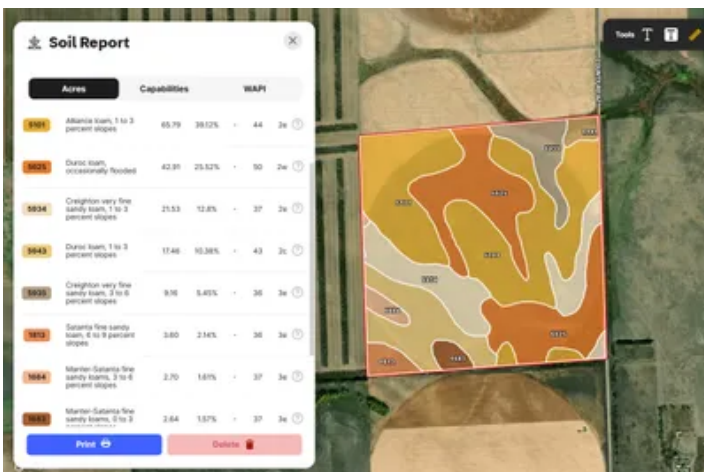 Soil Report
Tools T T
Acres Capabilities WAPI
5101 Alliance loam, 1 to 3
percent slopes 65.79 39.12% - 44 2e
5825 Duroc loam,
occasionally flooded 42.91 25.52% - 50 2w
5934 Creighton very fine
sandy loam, 1 to 3
percent slopes 21.53 12.8% - 37 2e
5943 Duroc loam, 1 to 3
percent slopes 17.46 10.38% - 43 2c
5935 Creighton very fine
sandy loam, 3 to 6
percent slopes 9.16 5.45% - 36 3e
1813 Satanta fine sandy
loam, 6 to 9 percent
slopes 3.60 2.14% - 36 3e
1664 Manter-Satanta fine
sandy loams, 3 to 6
percent slopes 2.70 1.61% - 37 3e
Manter-Satanta fine
sandy loams, 0 to 3
2.64 1.57% - 37 3e
Print
Delete